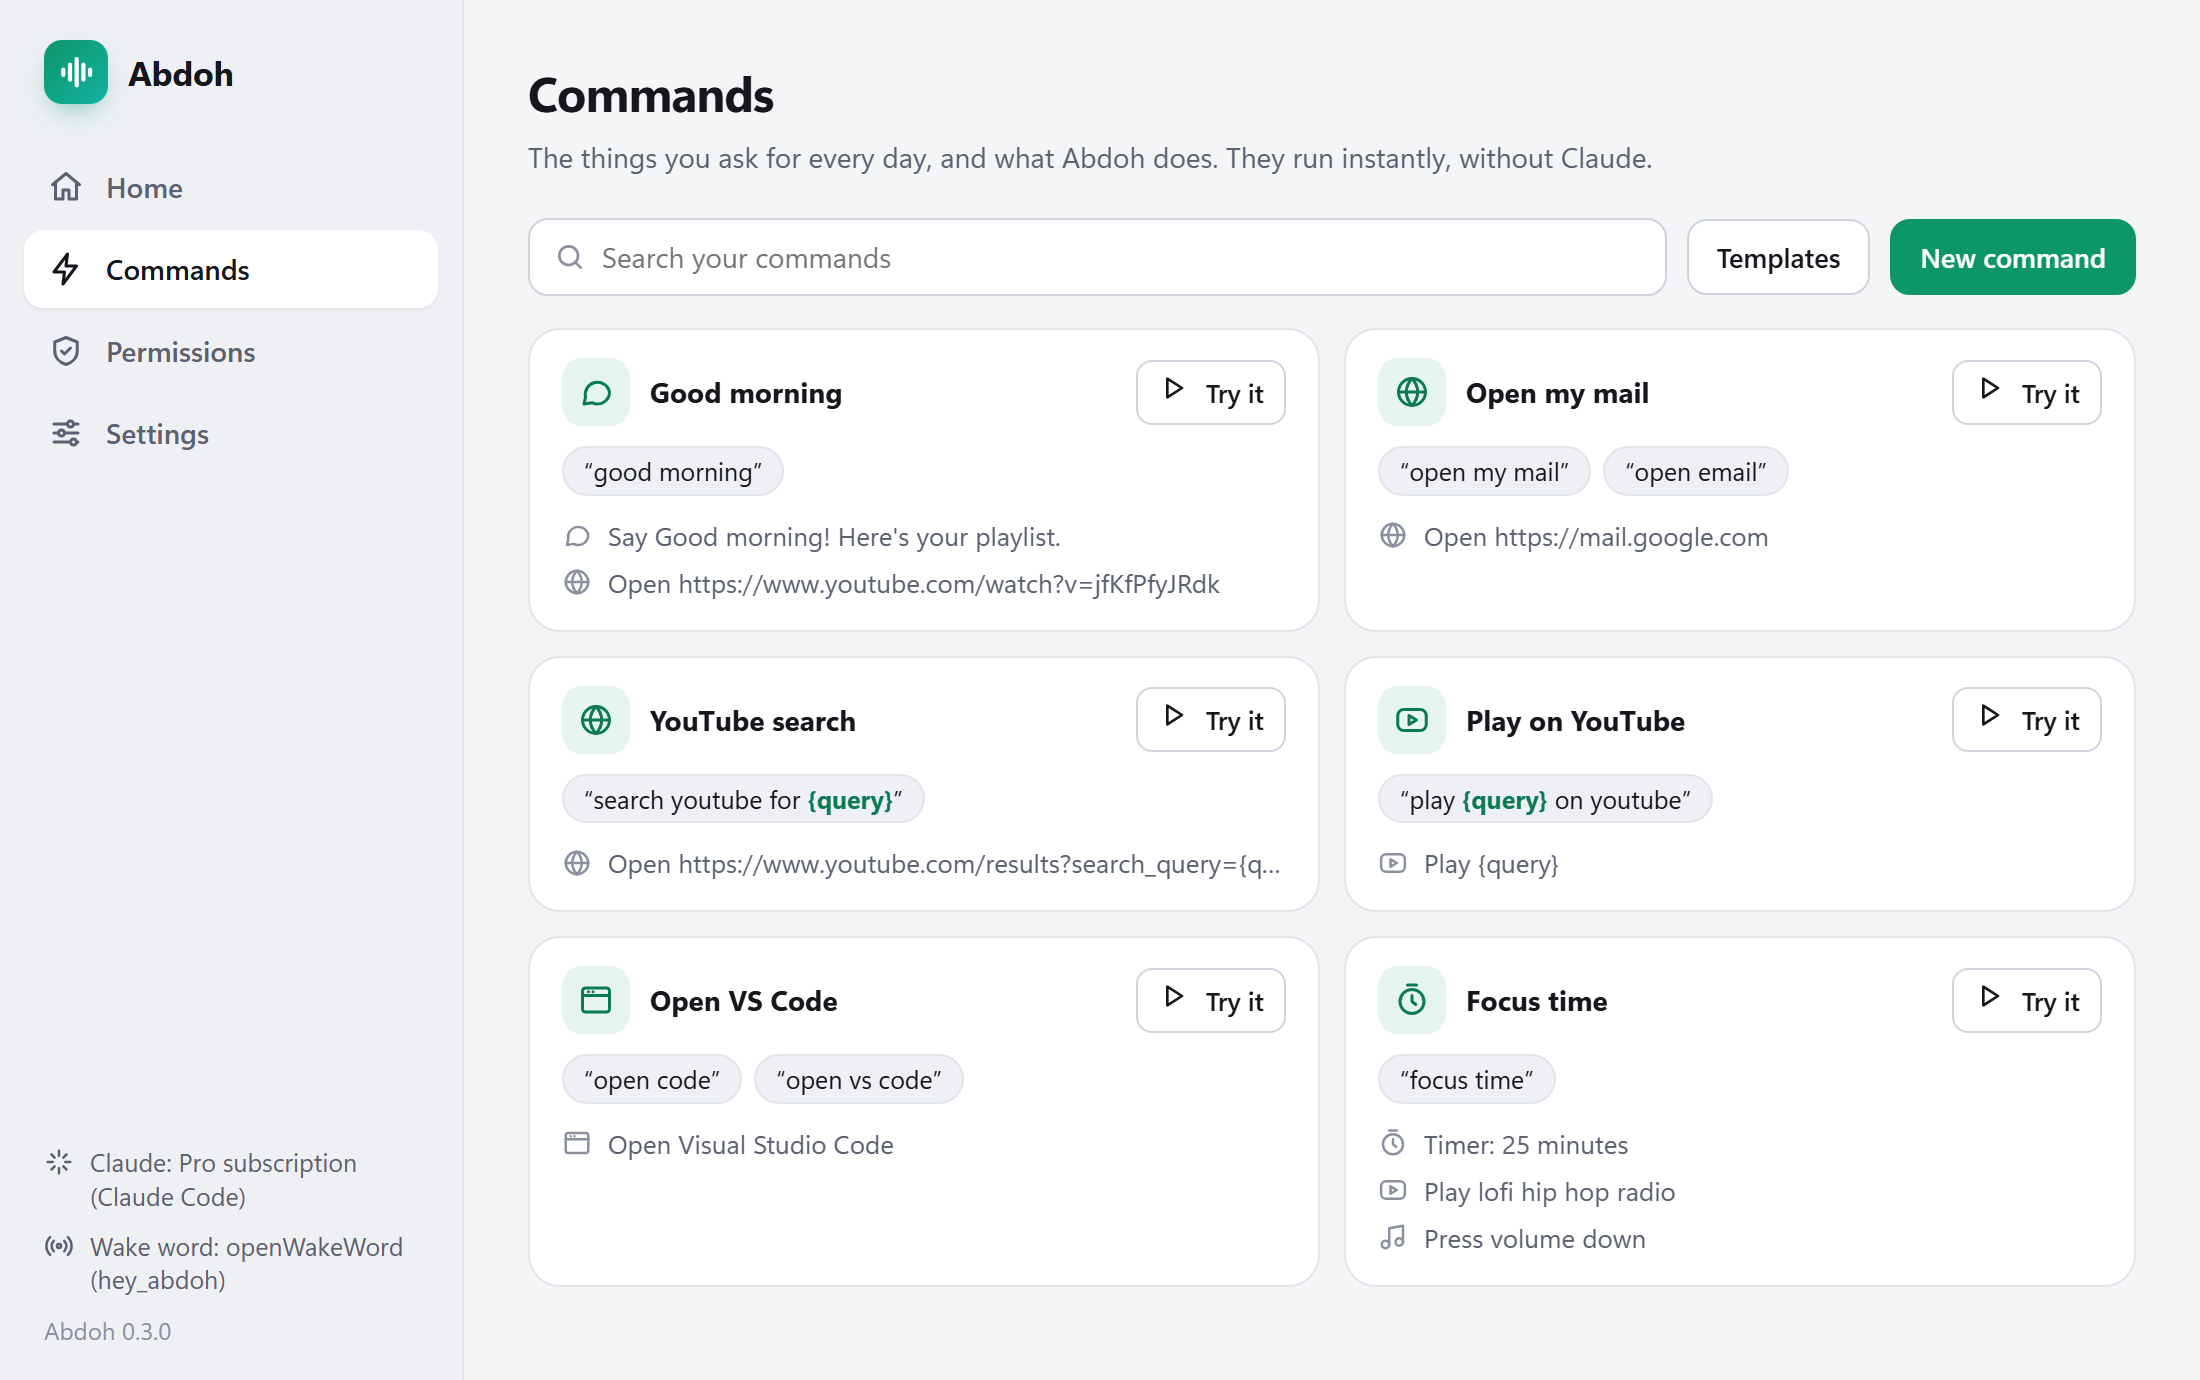 Abdoh
Home
Commands
Permissions
Settings
Claude: Pro subscription
(Claude Code)
Wake word: openWakeWord
(hey_abdoh)
Abdoh 0.3.0
Commands
The things you ask for every day, and what Abdoh does. They run instantly, without Claude.
Search your commands
Templates
New command
Good morning
Try it
“good morning”
Say Good morning! Here's your playlist.
Open https://www.youtube.com/watch?v=jfKfPfyJRdk
Open my mail
Try it
“open my mail” “open email”
Open https://mail.google.com
YouTube search
Try it
“search youtube for {query}”
Open https://www.youtube.com/results?search_query={q...
Play on YouTube
Try it
“play {query} on youtube”
Play {query}
Open VS Code
Try it
“open code” “open vs code”
Open Visual Studio Code
Focus time
Try it
“focus time”
Timer: 25 minutes
Play lofi hip hop radio
Press volume down